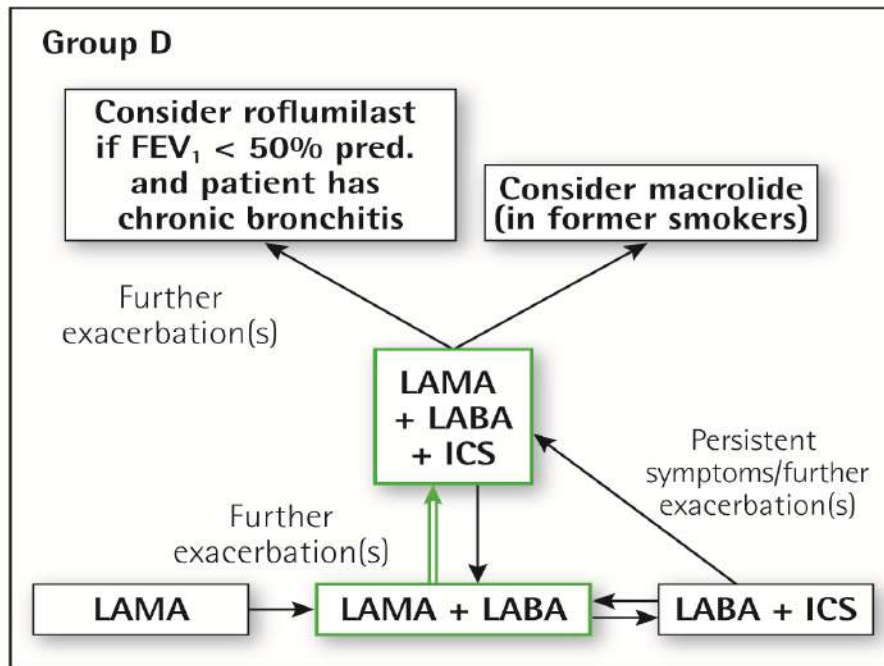 Group D
Consider roflumilast
if FEV₁ < 50% pred.
and patient has
chronic bronchitis
Consider macrolide
(in former smokers)
Further
exacerbation(s)
LAMA
+ LABA
+ ICS
Persistent
symptoms/further
exacerbation(s)
Further
exacerbation(s)
LAMA
LAMA + LABA
LABA + ICS